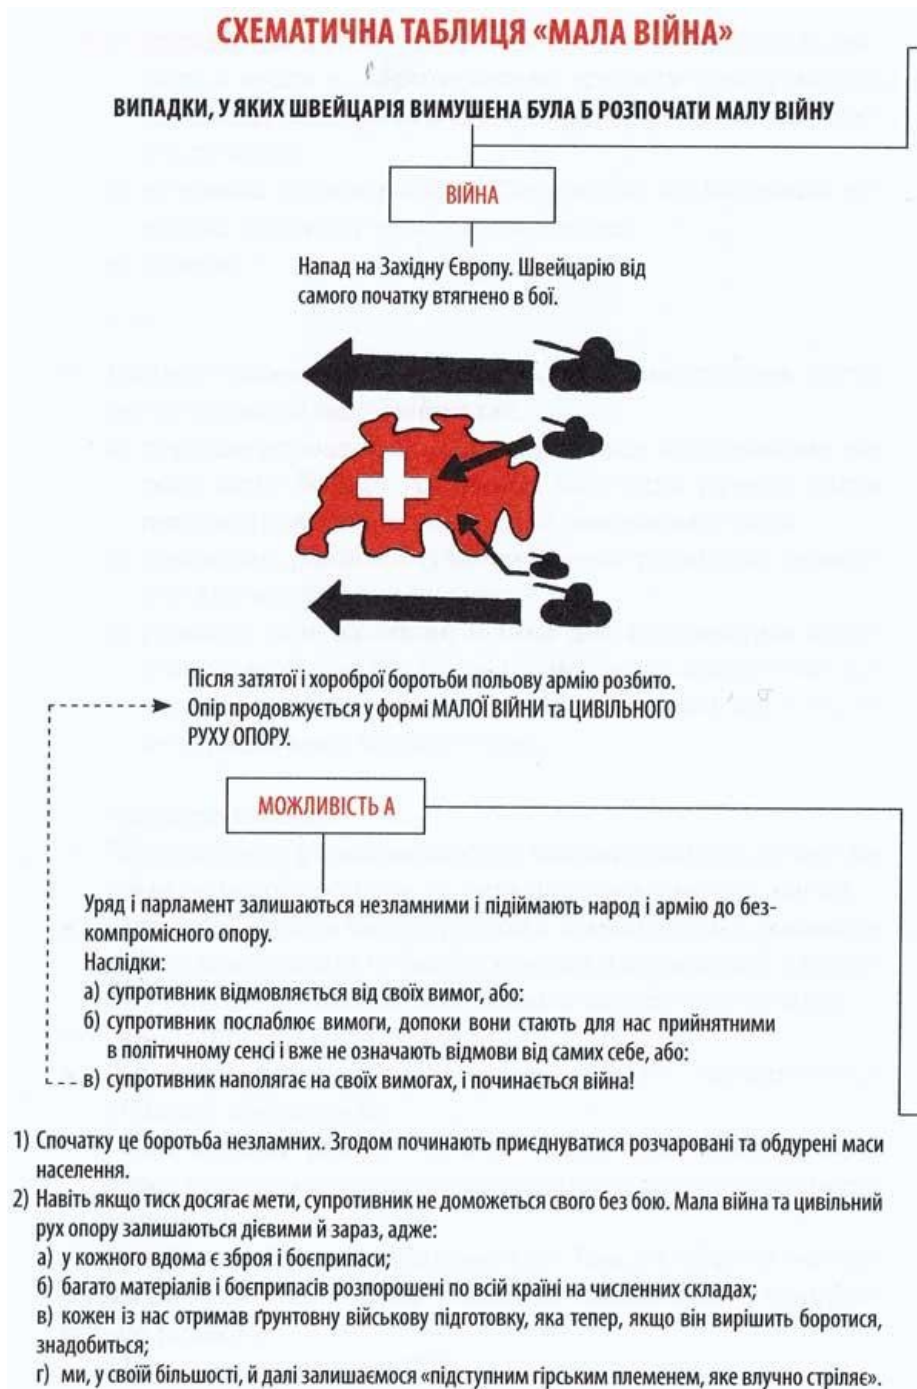 СХЕМАТИЧНА ТАБЛИЦЯ «МАЛА ВІЙНА»
ВИПАДКИ, У ЯКИХ ШВЕЙЦАРІЯ ВИМУШЕНА БУЛА Б РОЗПОЧАТИ МАЛУ ВІЙНУ
ВІЙНА
Напад на Західну Європу. Швейцарію від
самого початку втягнено в бої.
Після затятої і хороброї боротьби польову армію розбито.
Опір продовжується у формі МАЛОЇ ВІЙНИ та ЦИВІЛЬНОГО
РУХУ ОПОРУ.
МОЖЛИВІСТЬ А
Уряд і парламент залишаються незламними і підіймають народ і армію до без-
компромісного опору.
Наслідки:
а) супротивник відмовляється від своїх вимог, або:
б) супротивник послаблює вимоги, допоки вони стають для нас прийнятними
в політичному сенсі і вже не означають відмови від самих себе, або:
в) супротивник наполягає на своїх вимогах, і починається війна!
1) Спочатку це боротьба незламних. Згодом починають приєднуватися розчаровані та обдурені маси
населення.
2) Навіть якщо тиск досягає мети, супротивник не доможеться свого без бою. Мала війна та цивільний
рух опору залишаються дієвими й зараз, адже:
а) у кожного вдома є зброя і боєприпаси;
б) багато матеріалів і боєприпасів розпорошені по всій країні на численних складах;
в) кожен із нас отримав ґрунтовну військову підготовку, яка тепер, якщо він вирішить боротися,
знадобиться;
г) ми, у своїй більшості, й далі залишаємося «підступним гірським племенем, яке влучно стріляє».